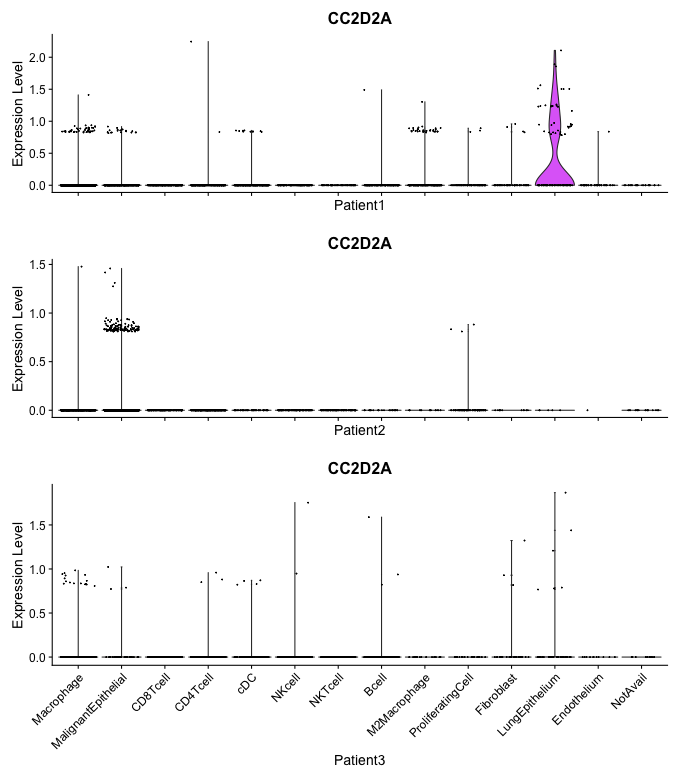 CC2D2A
Expression Level
2.0
1.5
1.0
0.5
0.0
Patient1
CC2D2A
Expression Level
1.5
1.0
0.5
0.0
Patient2
CC2D2A
Expression Level
1.5
1.0
0.5
0.0
Macrophage
MalignantEpithelial
CD8Tcell
CD4Tcell
cDC
NKcell
NKTcell
Bcell
M2Macrophage
ProliferatingCell
Fibroblast
LungEpithelium
Endothelium
NotAvail
Patient3